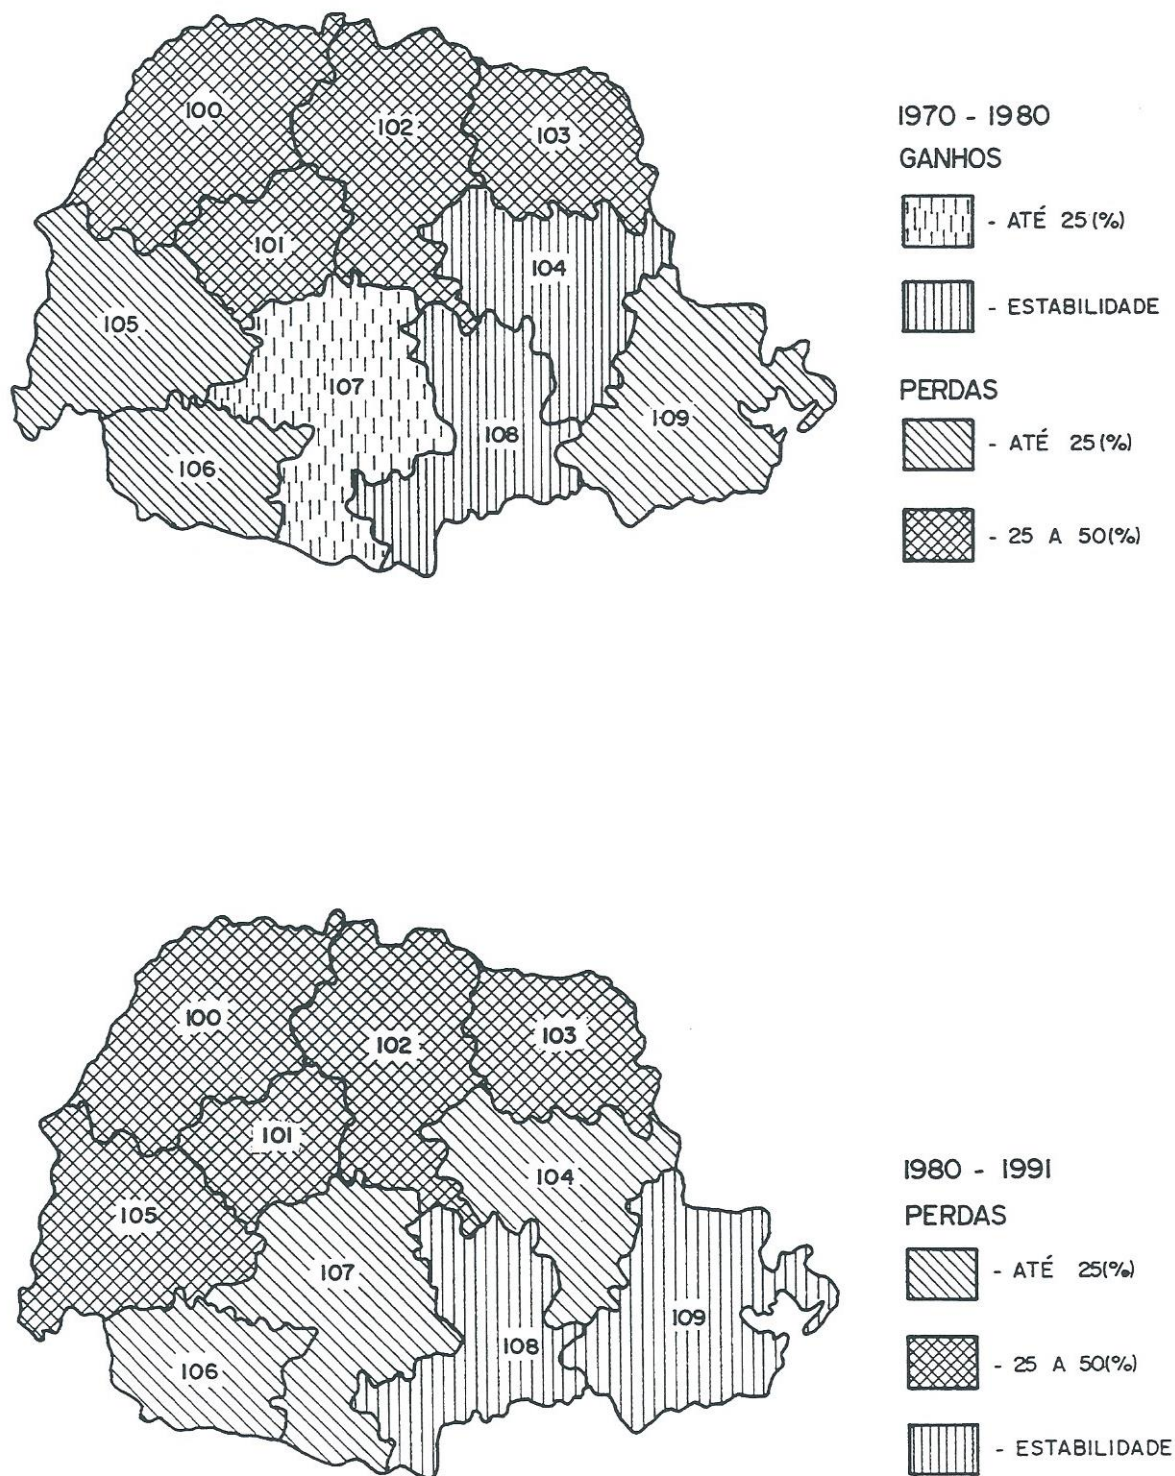 100
102
103
101
104
105
107
106
108
109
1970 - 1980
GANHOS
- ATÉ 25(%)
- ESTABILIDADE
PERDAS
- ATÉ 25(%)
- 25 A 50(%)
100
102
103
101
104
105
107
106
108
109
1980 - 1991
PERDAS
- ATÉ 25(%)
- 25 A 50(%)
- ESTABILIDADE